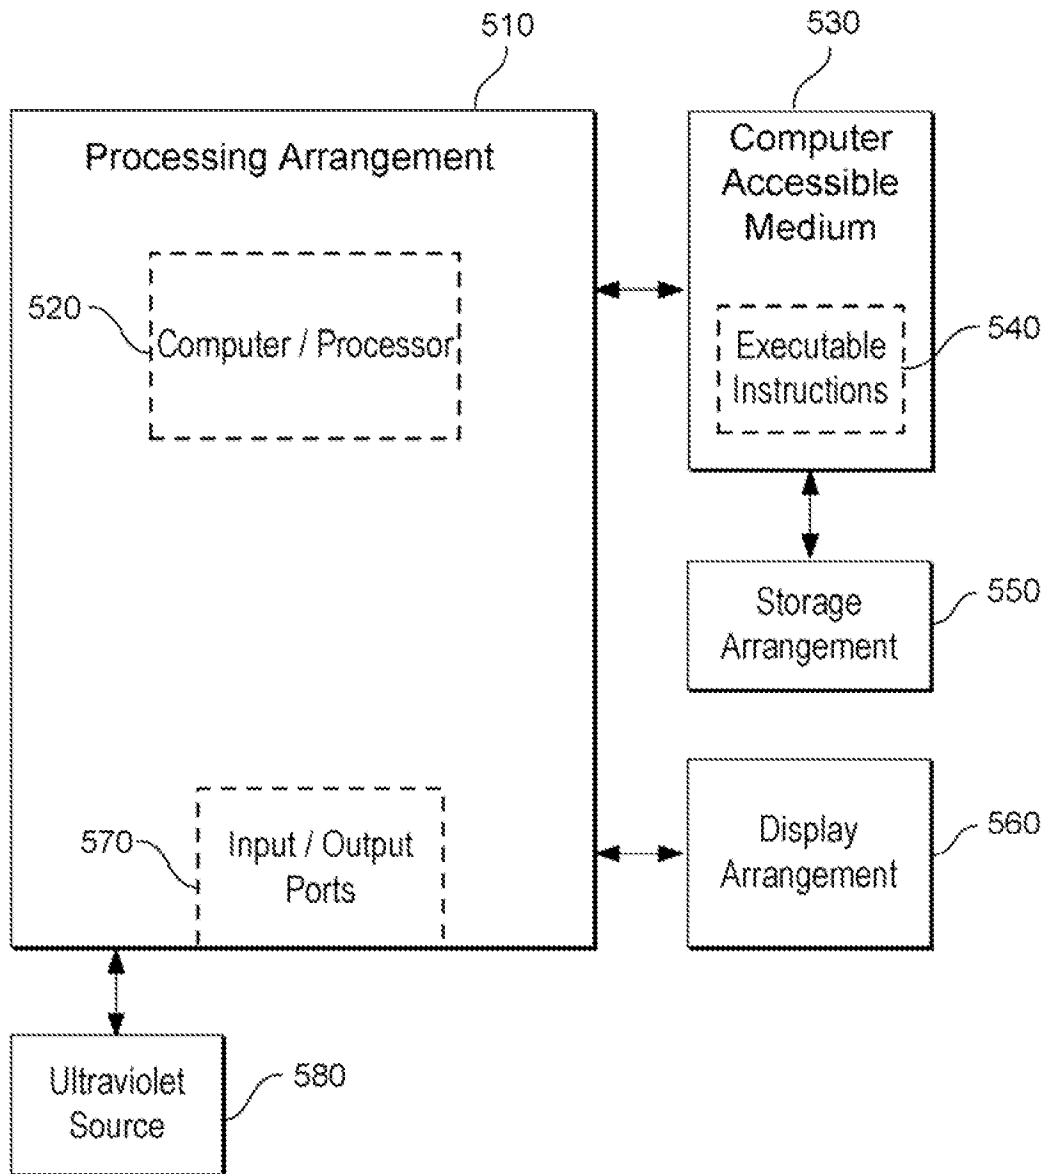 510
530
Processing Arrangement
Computer
Accessible
Medium
520
Computer / Processor
540
Executable
Instructions
550
Storage
Arrangement
570
Input / Output
Ports
560
Display
Arrangement
580
Ultraviolet
Source